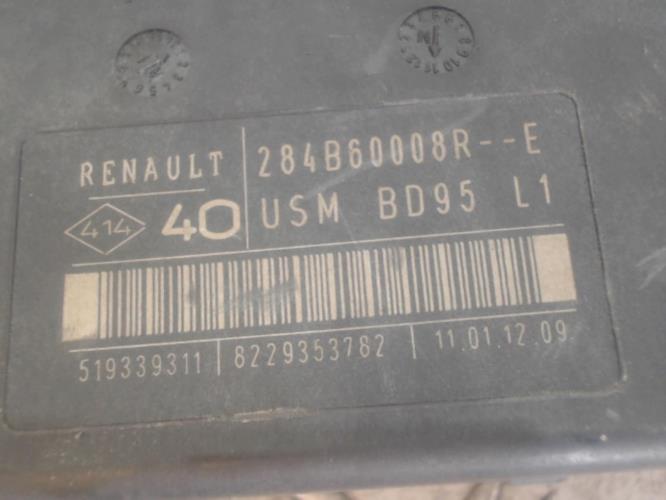 RENAULT 284B60008R--E
414 40 USM BD95 L1
519339311 8229353782 11.01.12.09